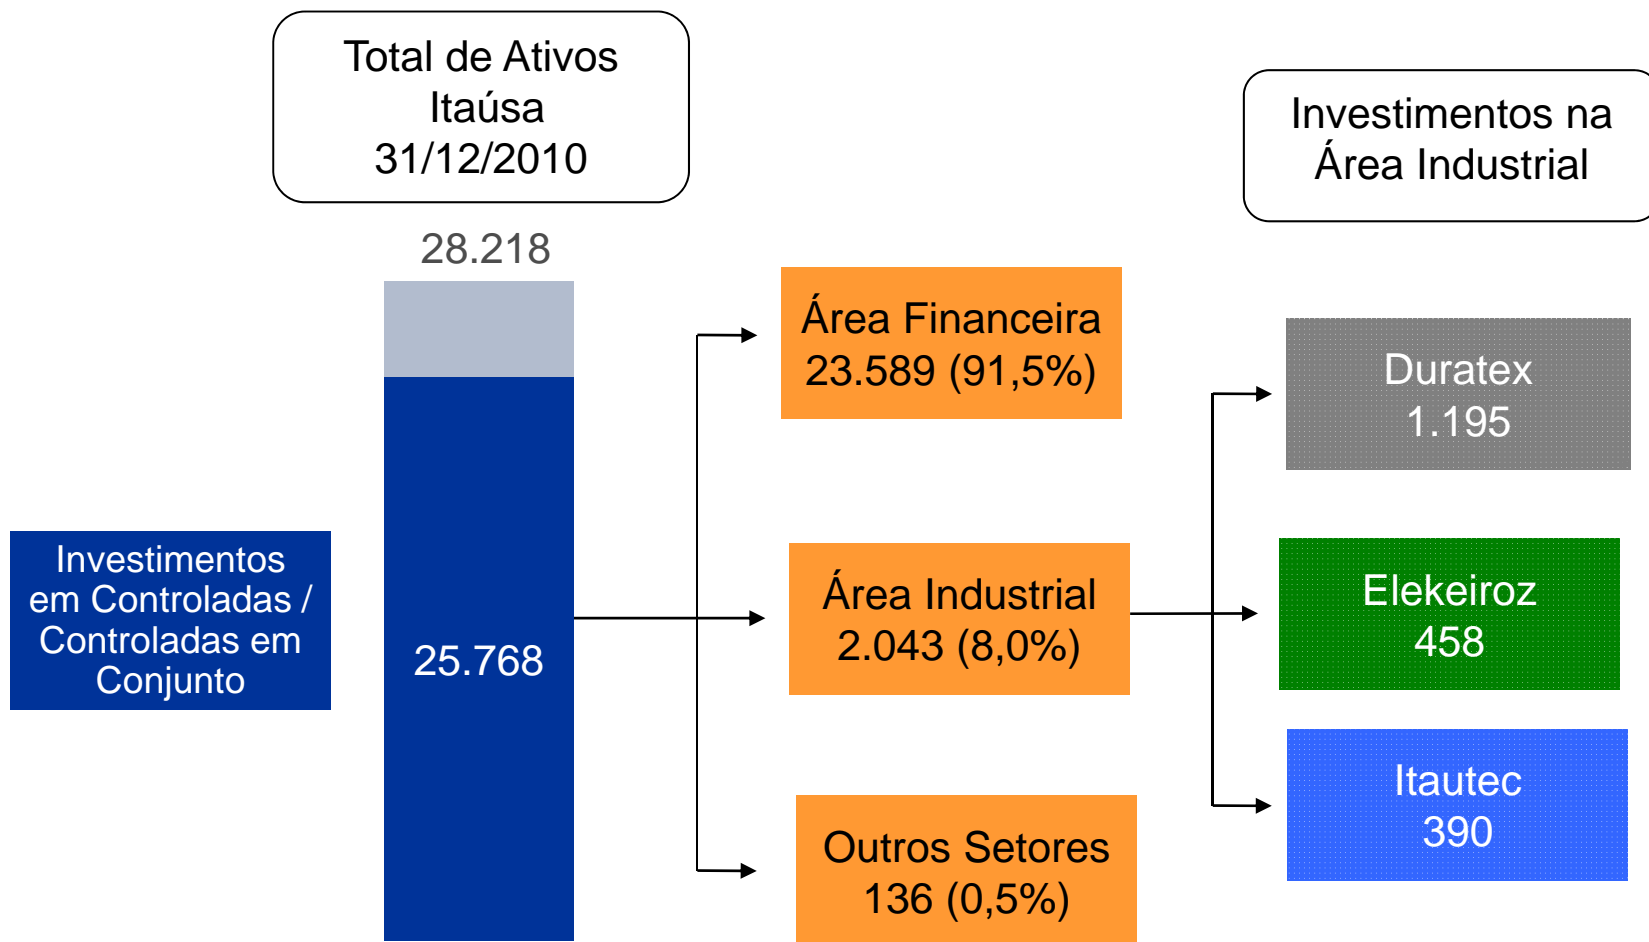 Total de Ativos
Itaúsa
31/12/2010
Investimentos na
Área Industrial
28.218
Investimentos
em Controladas /
Controladas em
Conjunto
25.768
Área Financeira
23.589 (91,5%)
Área Industrial
2.043 (8,0%)
Outros Setores
136 (0,5%)
Duratex
1.195
Elekeiroz
458
Itautec
390